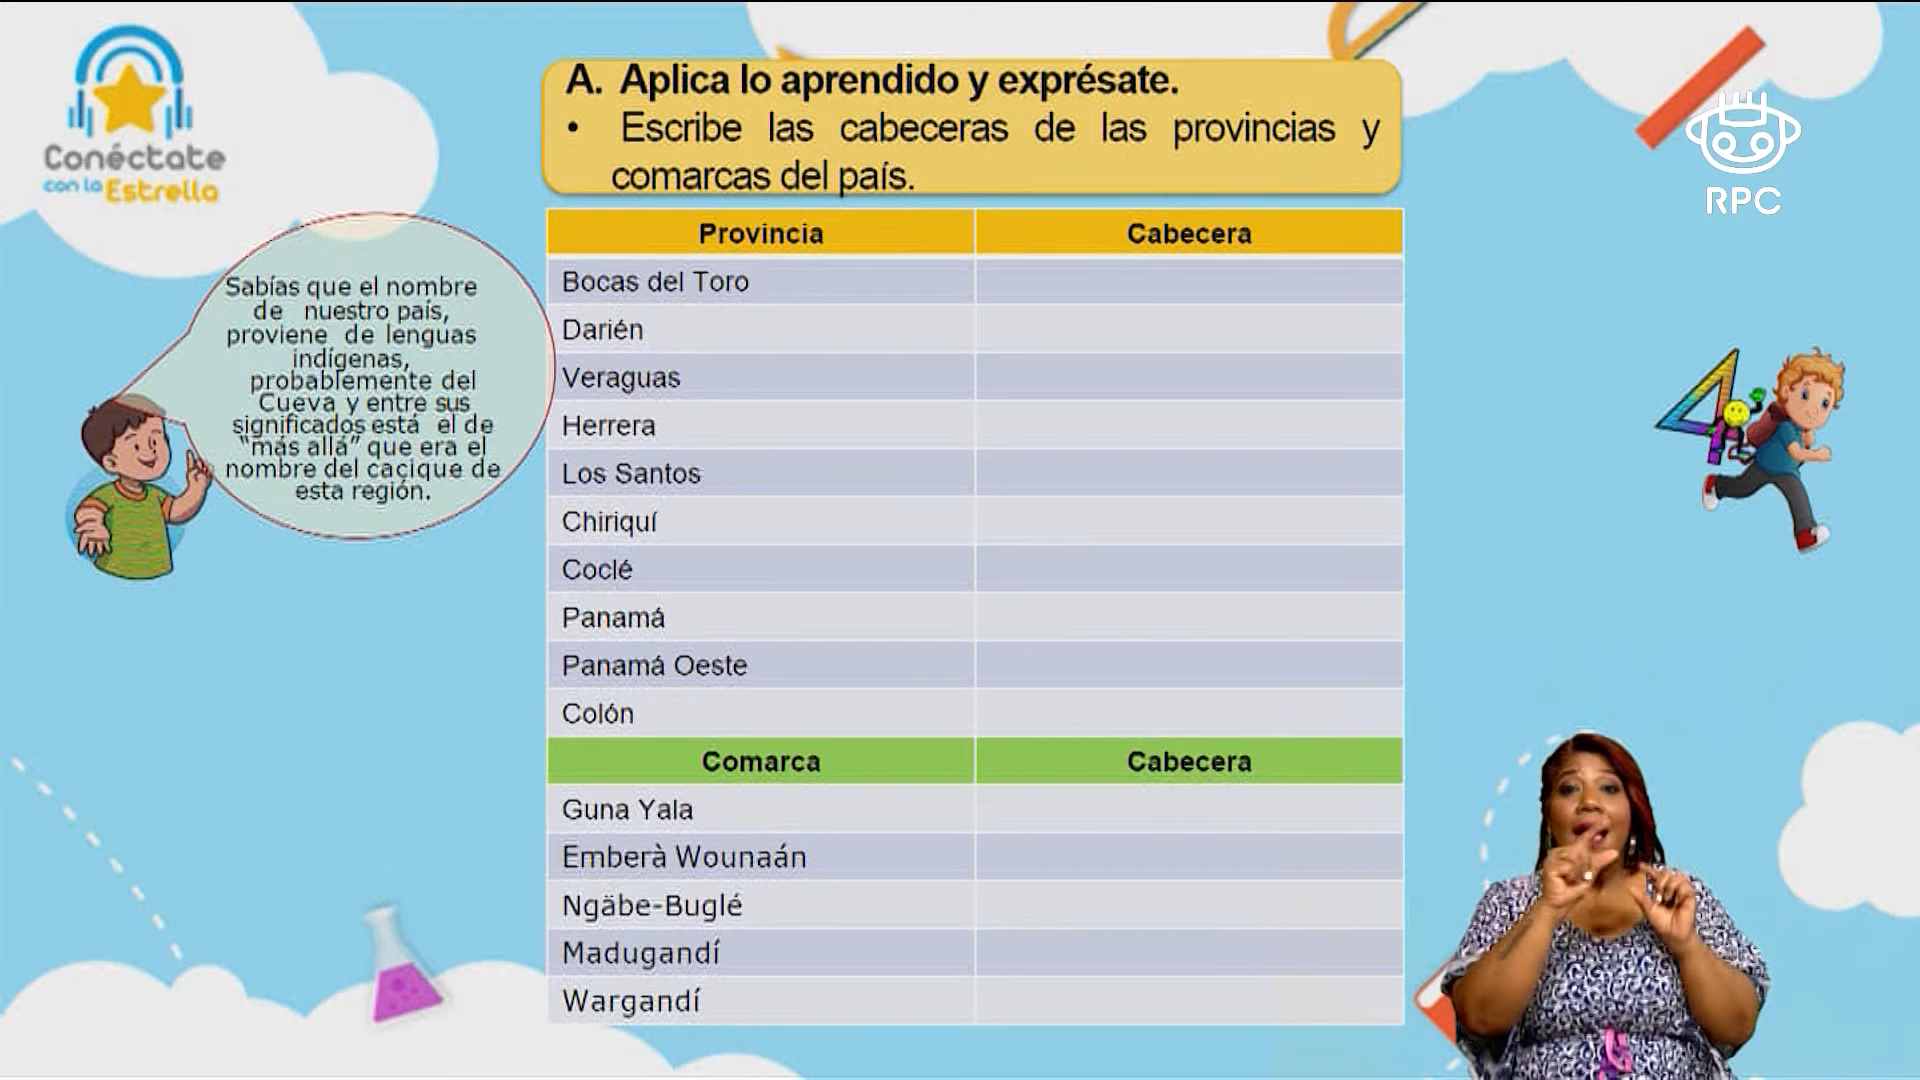 Conéctate
con la Estrella
A. Aplica lo aprendido y exprésate.
• Escribe las cabeceras de las provincias y
comarcas del país.
RPC
Sabías que el nombre
de nuestro país,
proviene de lenguas
indígenas,
probablemente del
Cueva y entre sus
significados está el de
“más allá” que era el
nombre del cacique de
esta región.
Provincia Cabecera
Bocas del Toro
Darién
Veraguas
Herrera
Los Santos
Chiriquí
Coclé
Panamá
Panamá Oeste
Colón
Comarca Cabecera
Guna Yala
Emberà Wounaán
Ngäbe-Buglé
Madugandí
Wargandí